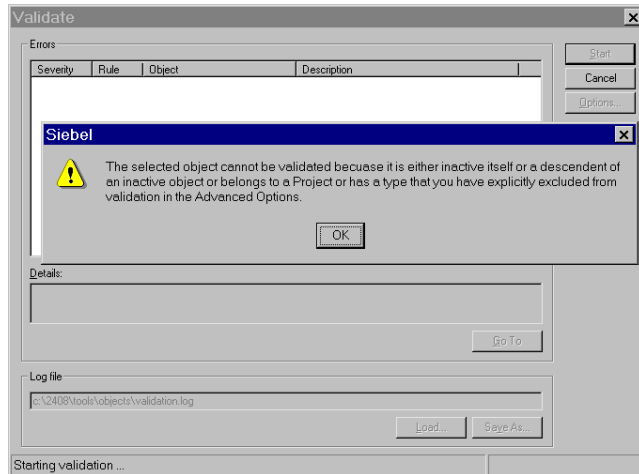 Validate
Errors
Start
Severity Rule Object Description
Cancel
Options...
Siebel
The selected object cannot be validated becuase it is either inactive itself or a descendent of
an inactive object or belongs to a Project or has a type that you have explicitly excluded from
validation in the Advanced Options.
OK
Details:
Go To
Log file
c:\2408\tools\objects\validation.log
Load... Save As...
Starting validation ...